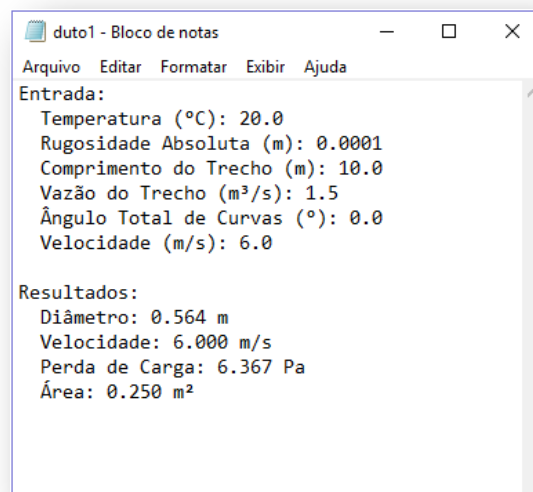 duto1 - Bloco de notas
Arquivo Editar Formatar Exibir Ajuda
Entrada:
  Temperatura (ºC): 20.0
  Rugosidade Absoluta (m): 0.0001
  Comprimento do Trecho (m): 10.0
  Vazão do Trecho (m³/s): 1.5
  Ângulo Total de Curvas (º): 0.0
  Velocidade (m/s): 6.0

Resultados:
  Diâmetro: 0.564 m
  Velocidade: 6.000 m/s
  Perda de Carga: 6.367 Pa
  Área: 0.250 m²